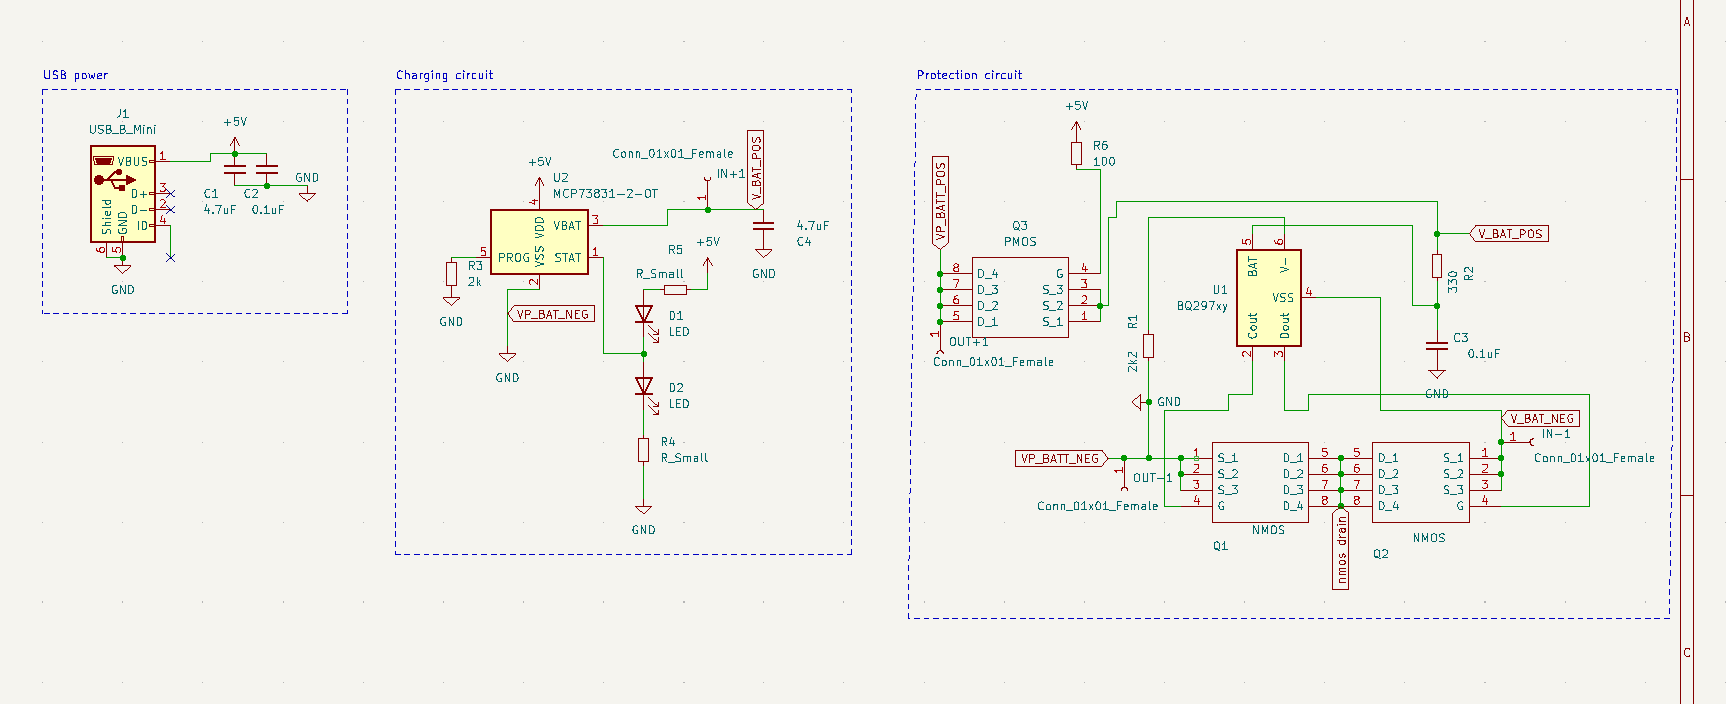 USB power
J1
USB_B_Mini
VBUS 1
D+ 3
D- 2
ID 4
Shield
GND
6
5
GND
+5V
C1
4.7uF
C2
0.1uF
GND
Charging circuit
Conn_01x01_Female
V_BAT_POS
+5V
U2
MCP73831-2-OT
IN+1
1
4
VDD
VBAT 3
5 PROG
VSS
STAT 1
2
R3
2k
GND
VP_BAT_NEG
GND
4.7uF
C4
GND
R5
+5V
R_Small
D1
LED
D2
LED
R4
R_Small
GND
Protection circuit
+5V
R6
100
VP_BATT_POS
Q3
PMOS
8 D_4 G 4
7 D_3 S_3 3
6 D_2 S_2 2
5 D_1 S_1 1
1
OUT+1
Conn_01x01_Female
R1
2k2
GND
5
6
BAT
V-
U1
BQ297xy
VSS 4
Cout
Dout
2
3
V_BAT_POS
330
R2
C3
0.1uF
GND
V_BAT_NEG
1
IN-1
Conn_01x01_Female
VP_BATT_NEG
1
OUT-1
Conn_01x01_Female
1 S_1 D_1 5
2 S_2 D_2 6
3 S_3 D_3 7
4 G D_4 8
NMOS
Q1
5 D_1 S_1 1
6 D_2 S_2 2
7 D_3 S_3 3
8 D_4 G 4
NMOS
Q2
nmos drain
A
B
C